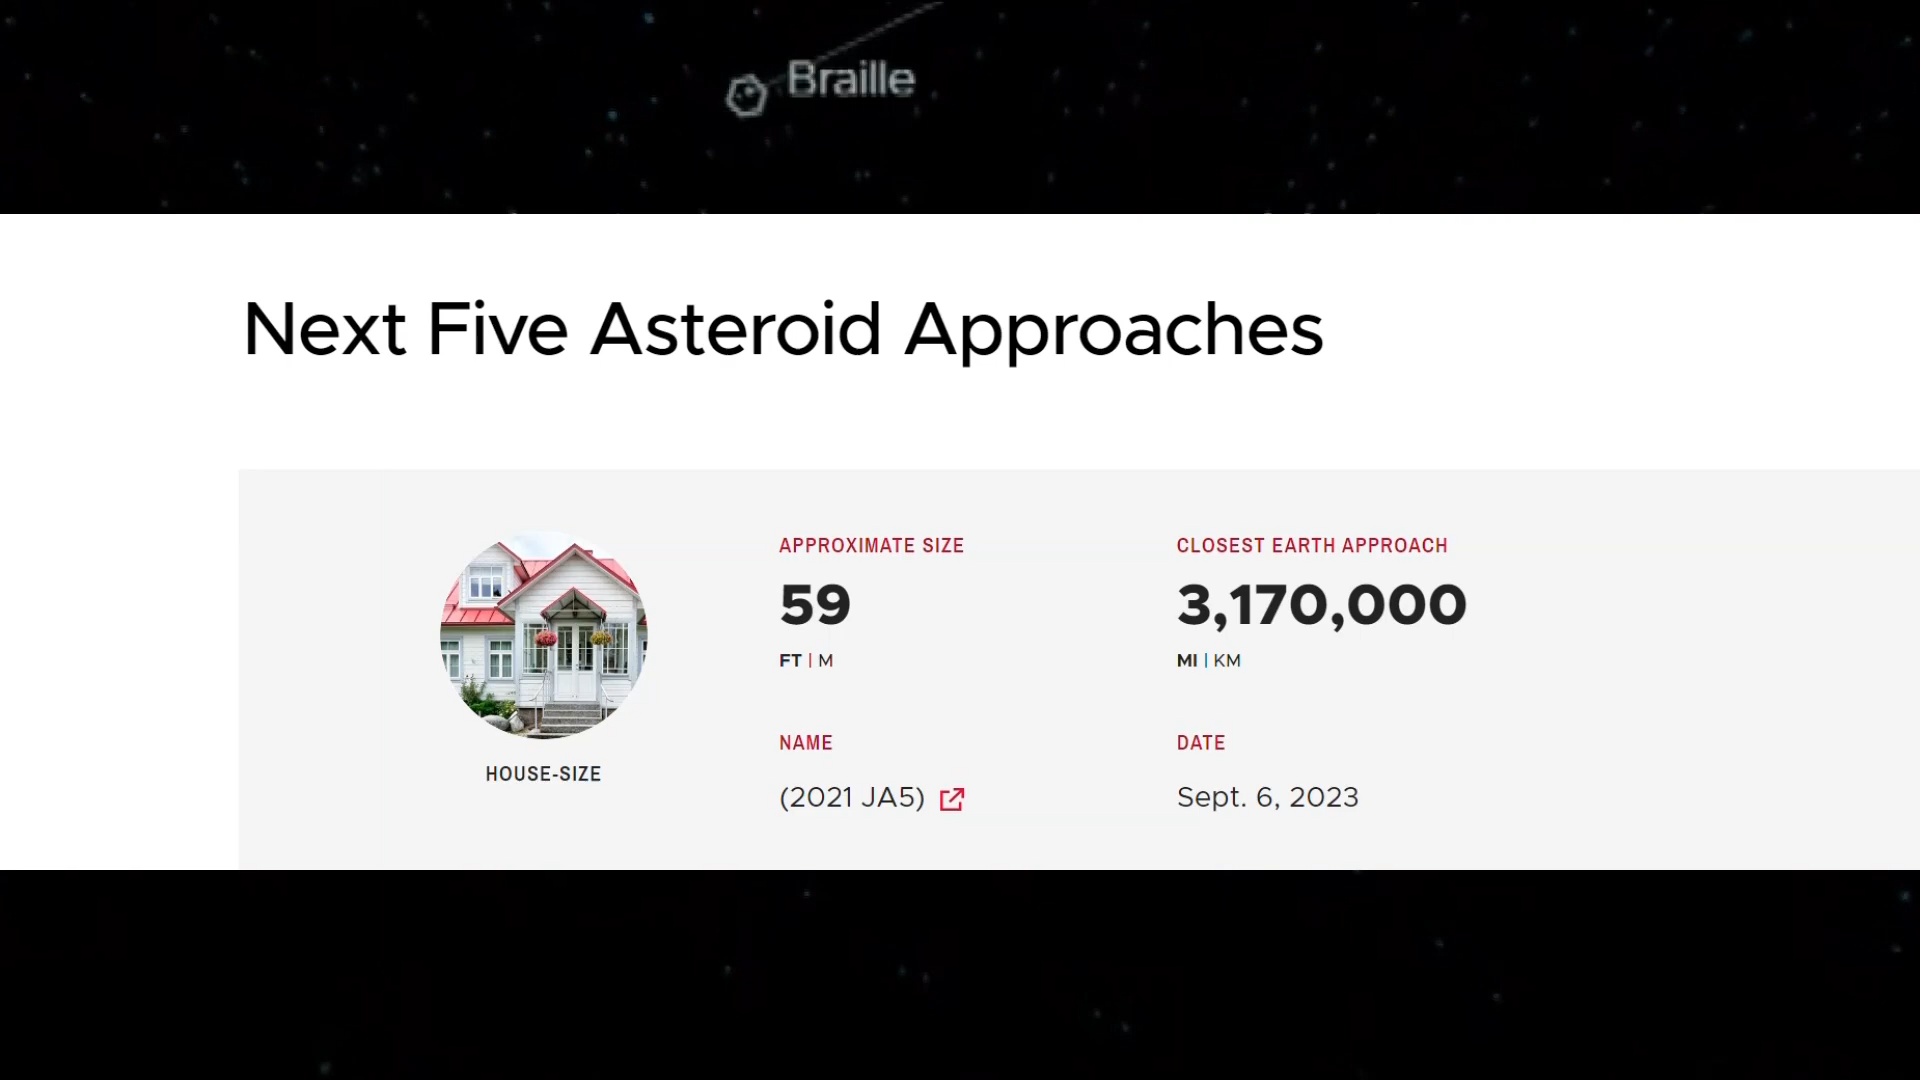 Braille
Next Five Asteroid Approaches
APPROXIMATE SIZE
59
FT | M
CLOSEST EARTH APPROACH
3,170,000
MI | KM
HOUSE-SIZE
NAME
(2021 JA5)
DATE
Sept. 6, 2023